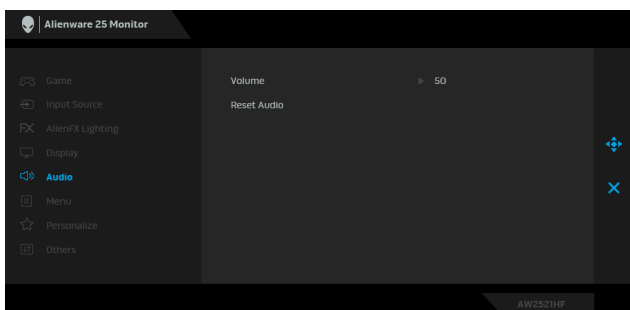 Alienware 25 Monitor
Game
Input Source
AlienFX Lighting
Display
Audio
Menu
Personalize
Others
Volume 50
Reset Audio
AW2521HF